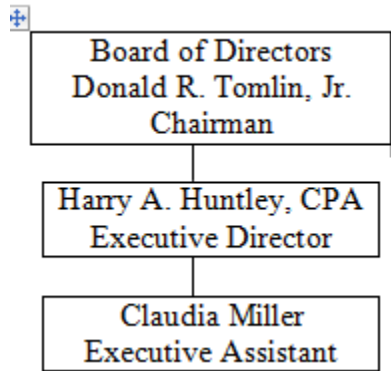 Board of Directors
Donald R. Tomlin, Jr.
Chairman
Harry A. Huntley, CPA
Executive Director
Claudia Miller
Executive Assistant